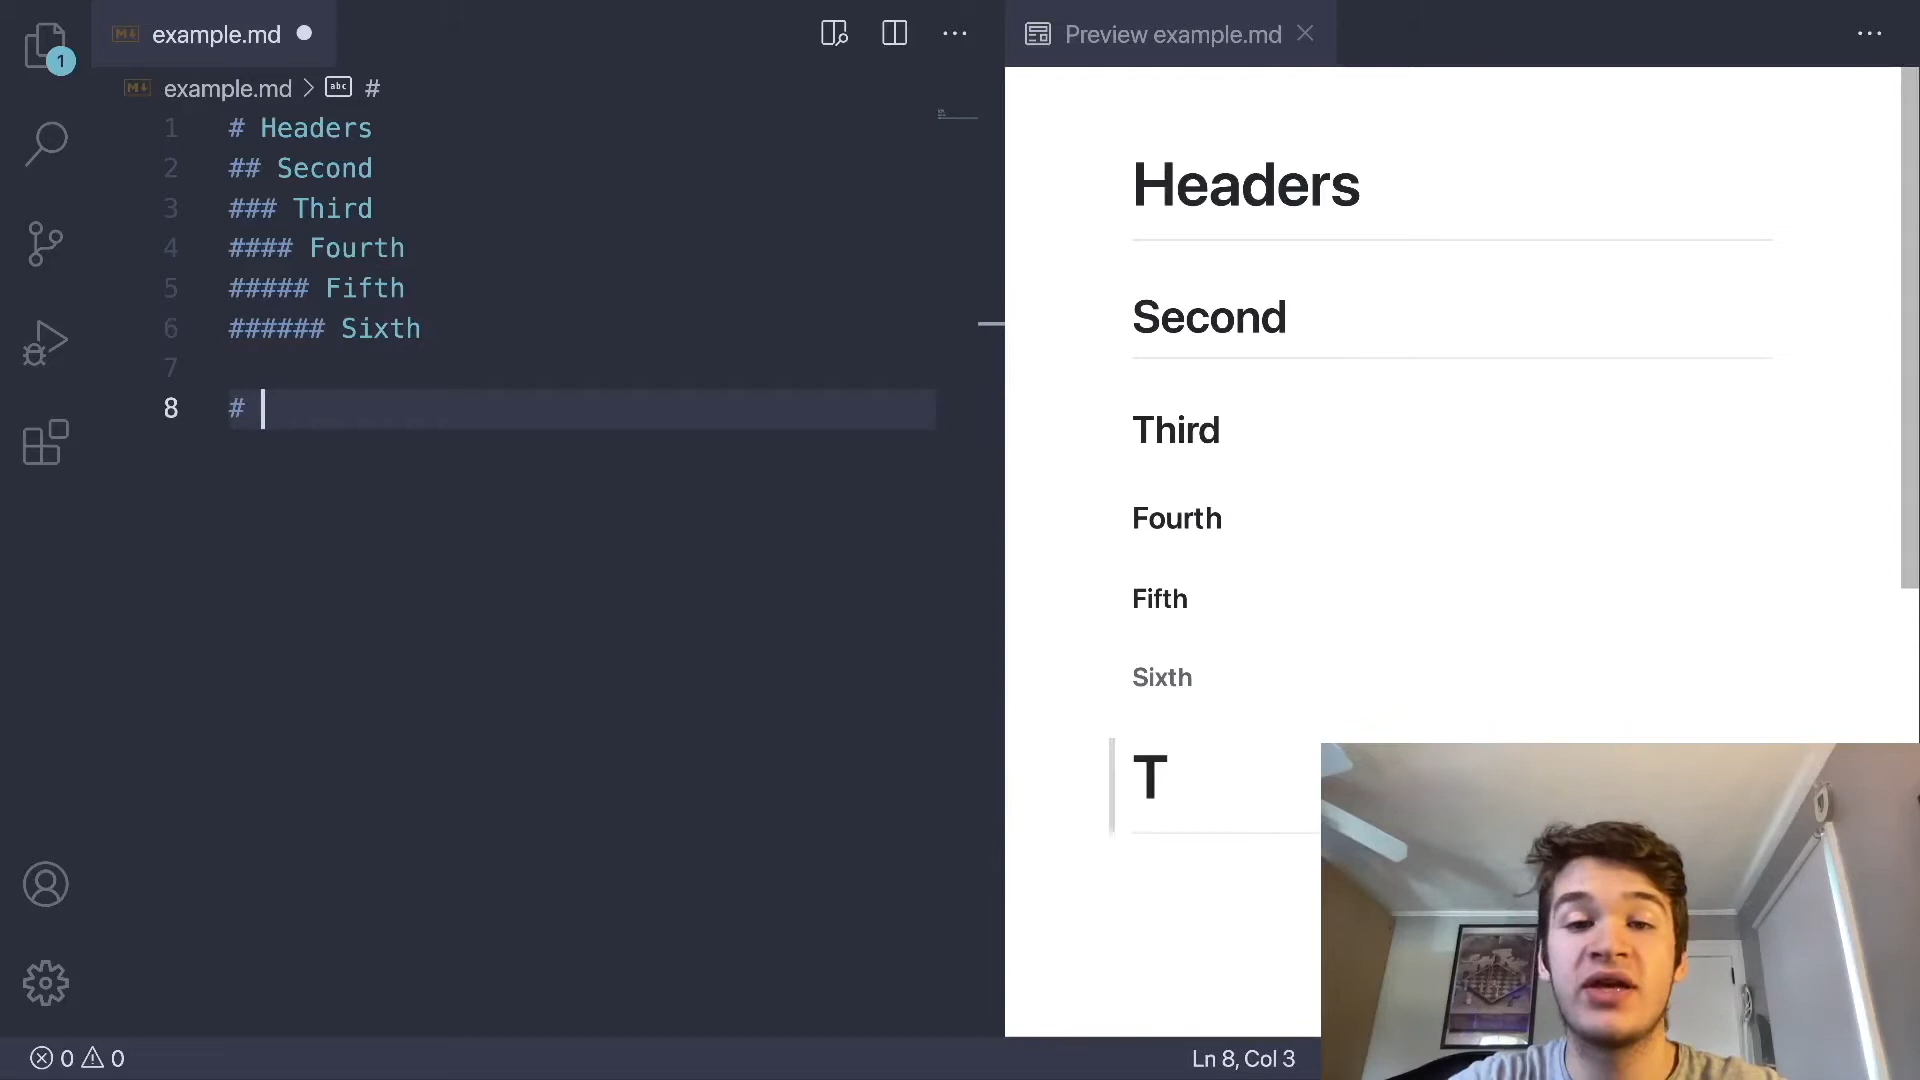 example.md
Preview example.md
1
example.md > abc #
1 # Headers
2 ## Second
3 ### Third
4 #### Fourth
5 ##### Fifth
6 ###### Sixth
7
8 #
Headers
Second
Third
Fourth
Fifth
Sixth
T
0 0
Ln 8, Col 3